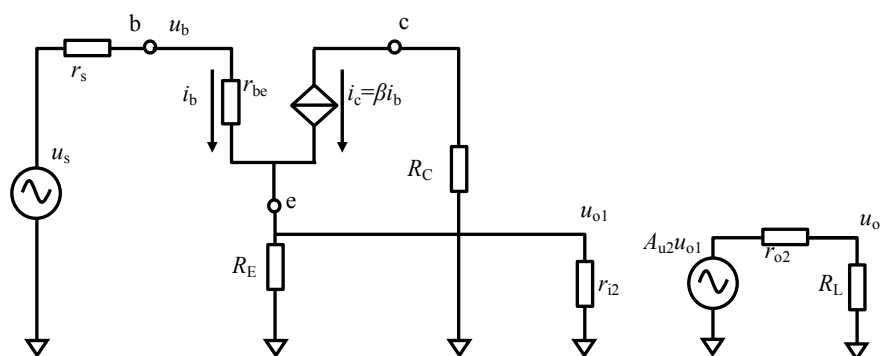 b
u_b
c
r_s
i_b
r_be
i_c=βi_b
u_s
R_C
e
u_o1
u_o
A_u2u_o1
R_E
r_i2
r_o2
R_L